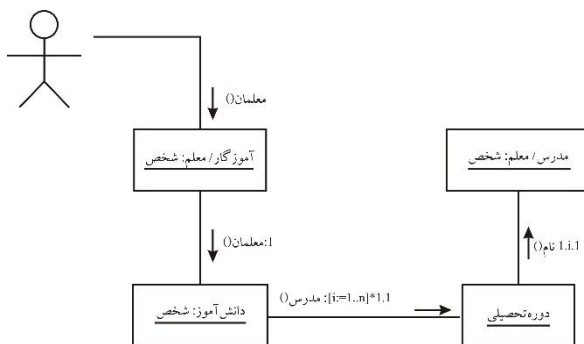 معلمان()
آموزگار/ معلم: شخص
مدرس/ معلم: شخص
1:معلمان()
1.i.1 نام()
دانش‌آموز: شخص
1.1*[i:=1..n]: مدرس()
دوره‌تحصیلی